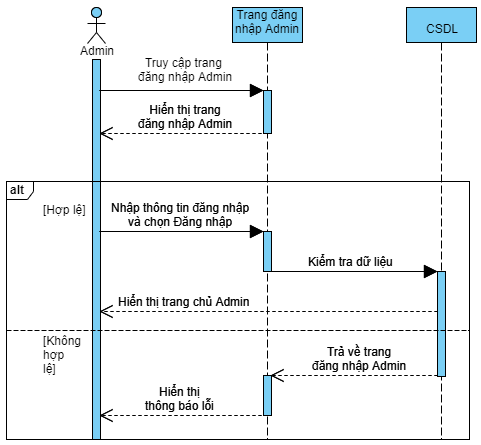 Admin
Trang đăng
nhập Admin
CSDL
Truy cập trang
đăng nhập Admin
Hiển thị trang
đăng nhập Admin
alt
[Hợp lệ]
Nhập thông tin đăng nhập
và chọn Đăng nhập
Kiểm tra dữ liệu
Hiển thị trang chủ Admin
[Không
hợp
lệ]
Trả về trang
đăng nhập Admin
Hiển thị
thông báo lỗi